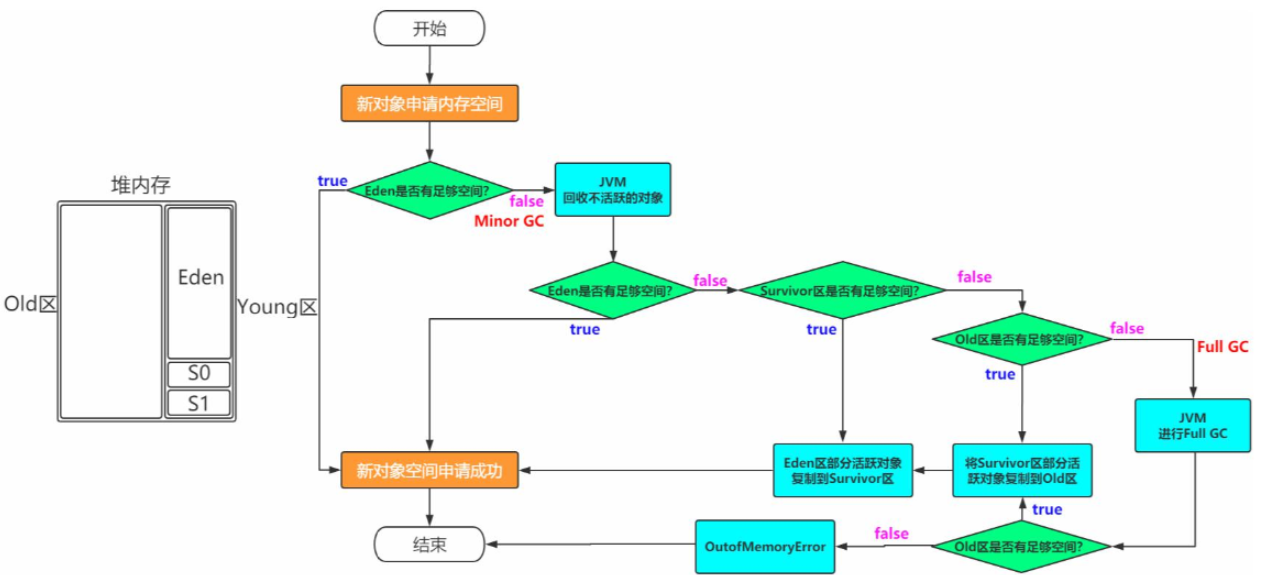 开始
新对象申请内存空间
Eden是否有足够空间?
true
false
Minor GC
JVM
回收不活跃的对象
堆内存
Old区
Eden
S0
S1
Young区
Eden是否有足够空间?
false
true
Survivor区是否有足够空间?
false
true
Old区是否有足够空间?
false
Full GC
true
JVM
进行Full GC
新对象空间申请成功
Eden区部分活跃对象
复制到Survivor区
将Survivor区部分活
跃对象复制到Old区
true
Old区是否有足够空间?
false
OutofMemoryError
结束